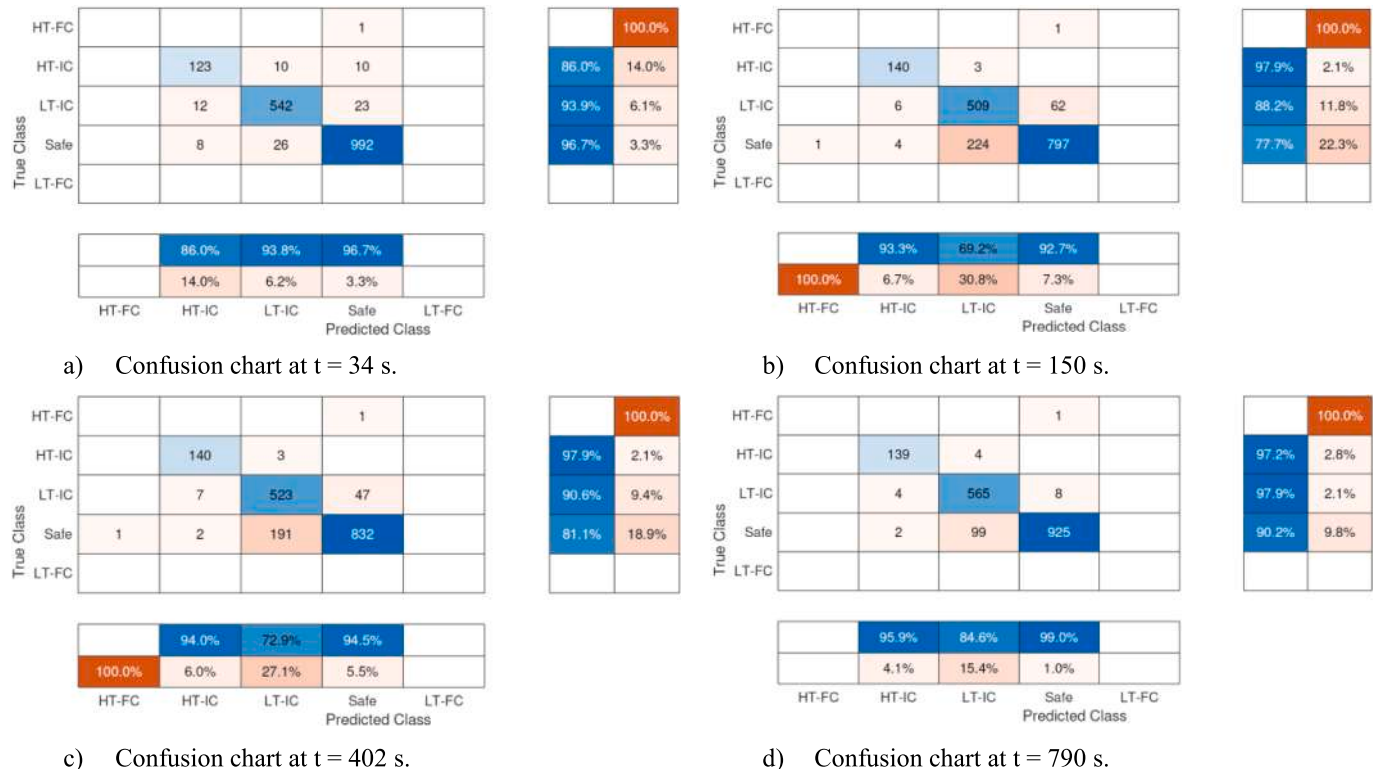 HT-FC 1 100.0%
HT-IC 123 10 10 86.0% 14.0%
LT-IC 12 542 23 93.9% 6.1%
Safe 8 26 992 96.7% 3.3%
LT-FC
True Class
86.0% 93.8% 96.7%
14.0% 6.2% 3.3%
HT-FC HT-IC LT-IC Safe LT-FC
Predicted Class
a) Confusion chart at t = 34 s.
HT-FC 1 100.0%
HT-IC 140 3 97.9% 2.1%
LT-IC 6 509 62 88.2% 11.8%
Safe 1 4 224 797 77.7% 22.3%
LT-FC
True Class
93.3% 69.2% 92.7%
100.0% 6.7% 30.8% 7.3%
HT-FC HT-IC LT-IC Safe LT-FC
Predicted Class
b) Confusion chart at t = 150 s.
HT-FC 1 100.0%
HT-IC 140 3 97.9% 2.1%
LT-IC 7 523 47 90.6% 9.4%
Safe 1 2 191 832 81.1% 18.9%
LT-FC
True Class
94.0% 72.9% 94.5%
100.0% 6.0% 27.1% 5.5%
HT-FC HT-IC LT-IC Safe LT-FC
Predicted Class
c) Confusion chart at t = 402 s.
HT-FC 1 100.0%
HT-IC 139 4 97.2% 2.8%
LT-IC 4 565 8 97.9% 2.1%
Safe 2 99 925 90.2% 9.8%
LT-FC
True Class
95.9% 84.6% 99.0%
4.1% 15.4% 1.0%
HT-FC HT-IC LT-IC Safe LT-FC
Predicted Class
d) Confusion chart at t = 790 s.